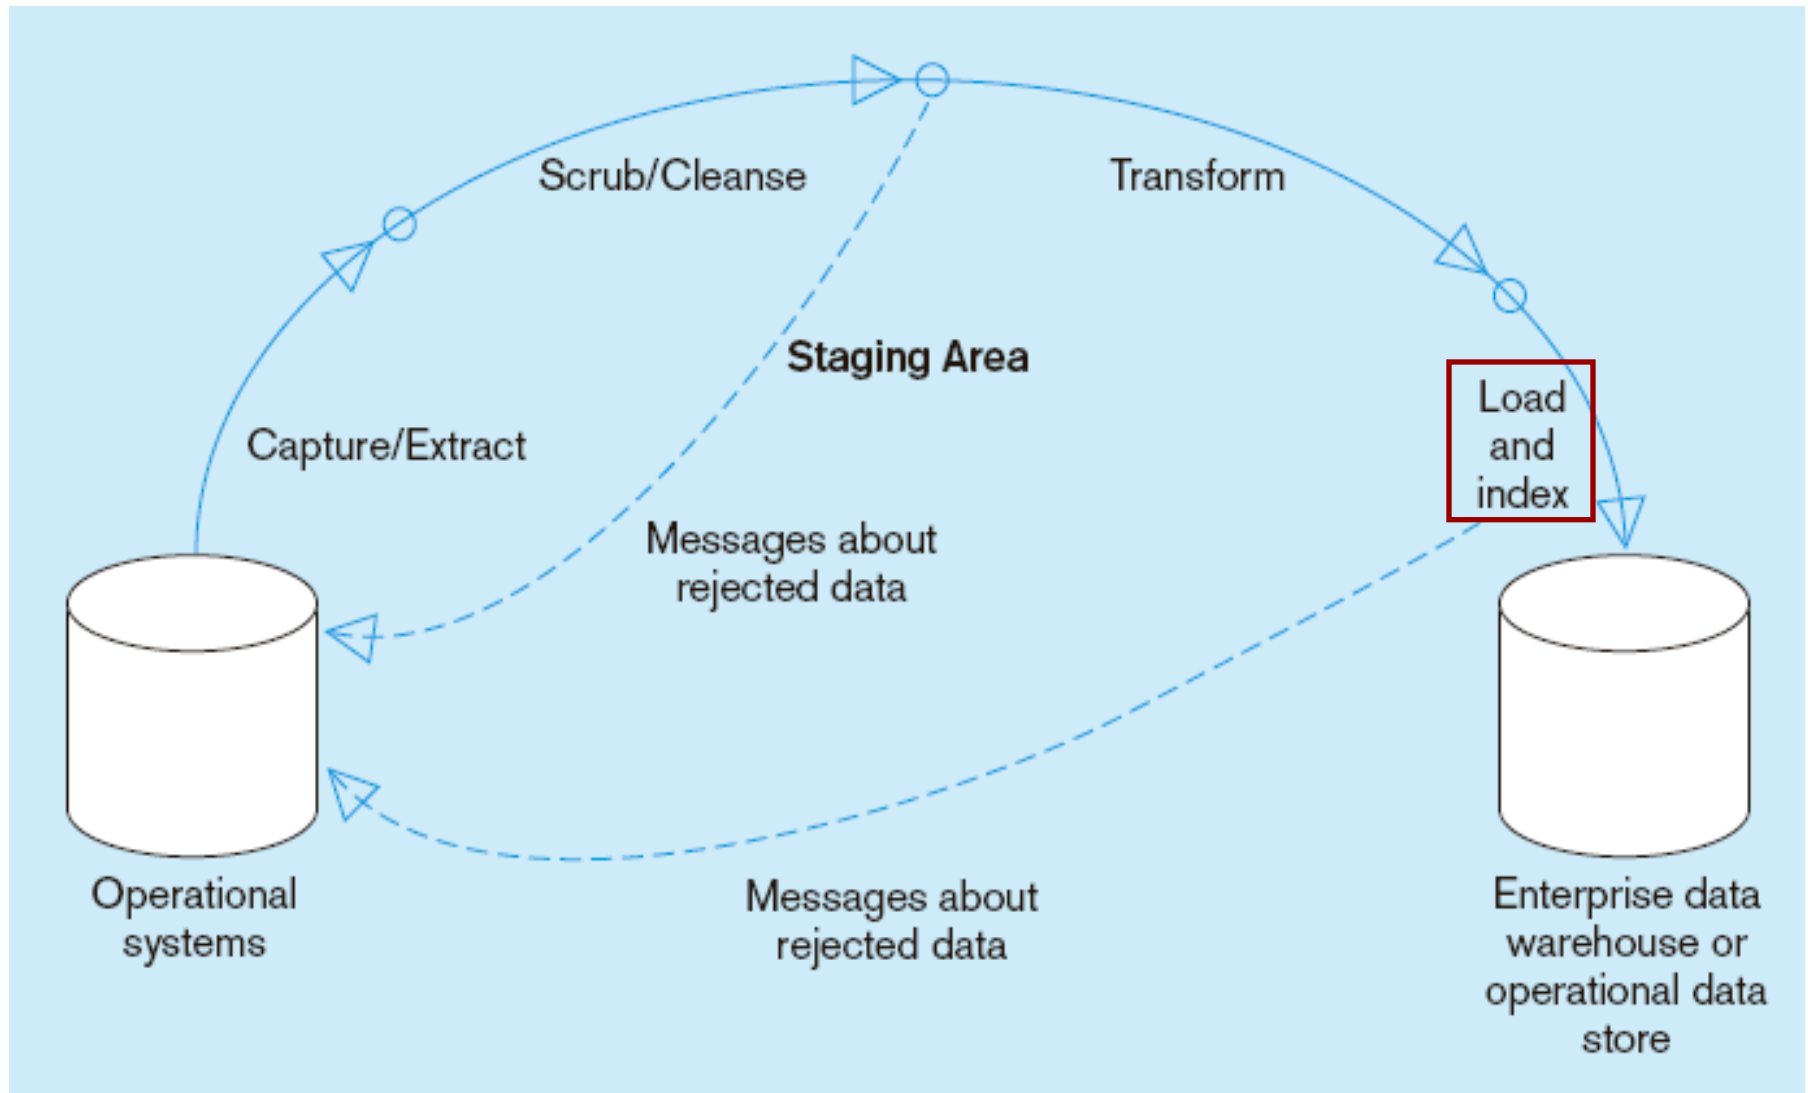 Scrub/Cleanse
Transform
Staging Area
Load
and
index
Capture/Extract
Messages about
rejected data
Operational
systems
Messages about
rejected data
Enterprise data
warehouse or
operational data
store